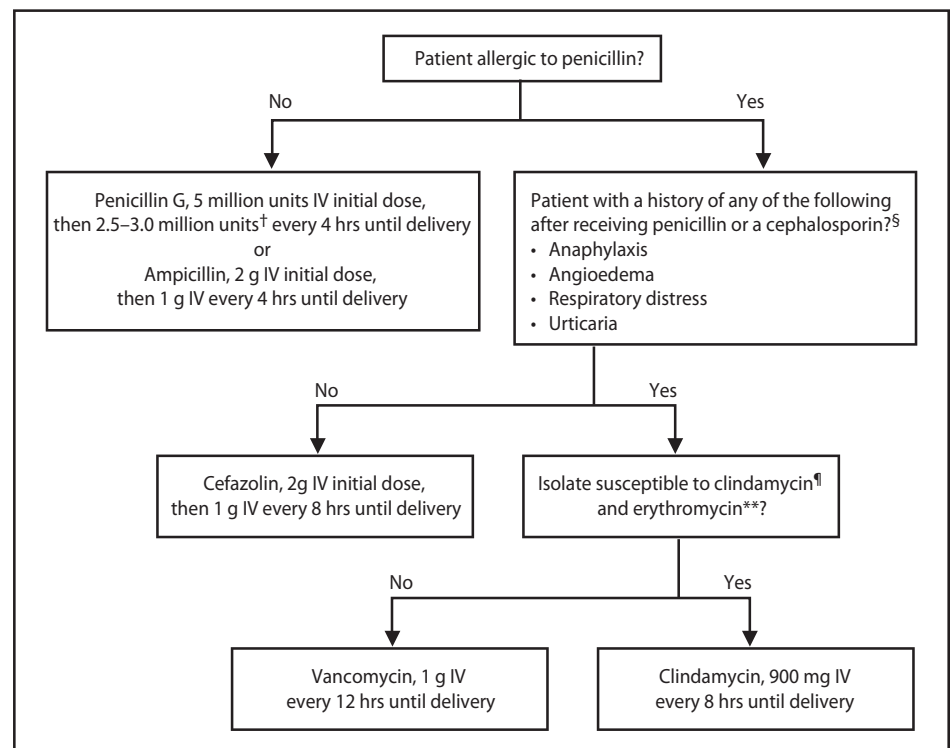 Patient allergic to penicillin?
No
Yes
Penicillin G, 5 million units IV initial dose,
then 2.5–3.0 million units† every 4 hrs until delivery
or
Ampicillin, 2 g IV initial dose,
then 1 g IV every 4 hrs until delivery
Patient with a history of any of the following
after receiving penicillin or a cephalosporin?§
• Anaphylaxis
• Angioedema
• Respiratory distress
• Urticaria
No
Yes
Cefazolin, 2g IV initial dose,
then 1 g IV every 8 hrs until delivery
Isolate susceptible to clindamycin¶
and erythromycin**?
No
Yes
Vancomycin, 1 g IV
every 12 hrs until delivery
Clindamycin, 900 mg IV
every 8 hrs until delivery